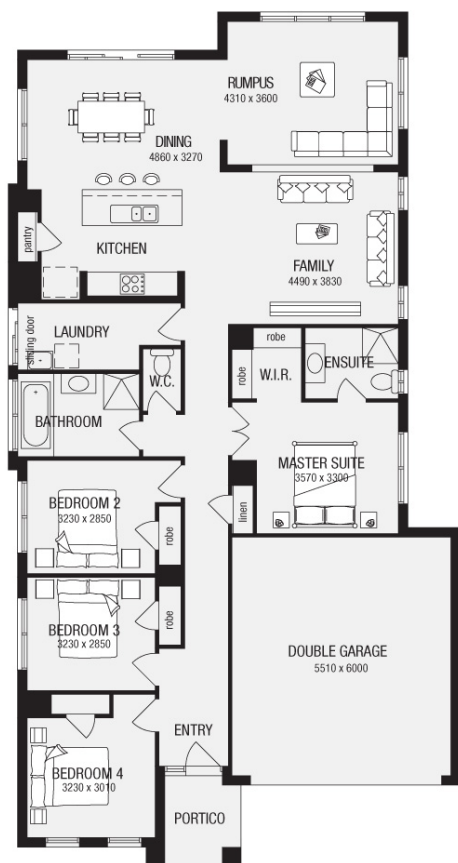 RUMPUS
4310 x 3600
DINING
4860 x 3270
pantry
KITCHEN
FAMILY
4490 x 3830
sliding door
LAUNDRY
W.C.
robe
robe
W.I.R.
ENSUITE
BATHROOM
MASTER SUITE
3570 x 3300
linen
BEDROOM 2
3230 x 2850
robe
BEDROOM 3
3230 x 2850
robe
DOUBLE GARAGE
5510 x 6000
ENTRY
BEDROOM 4
3230 x 3010
PORTICO